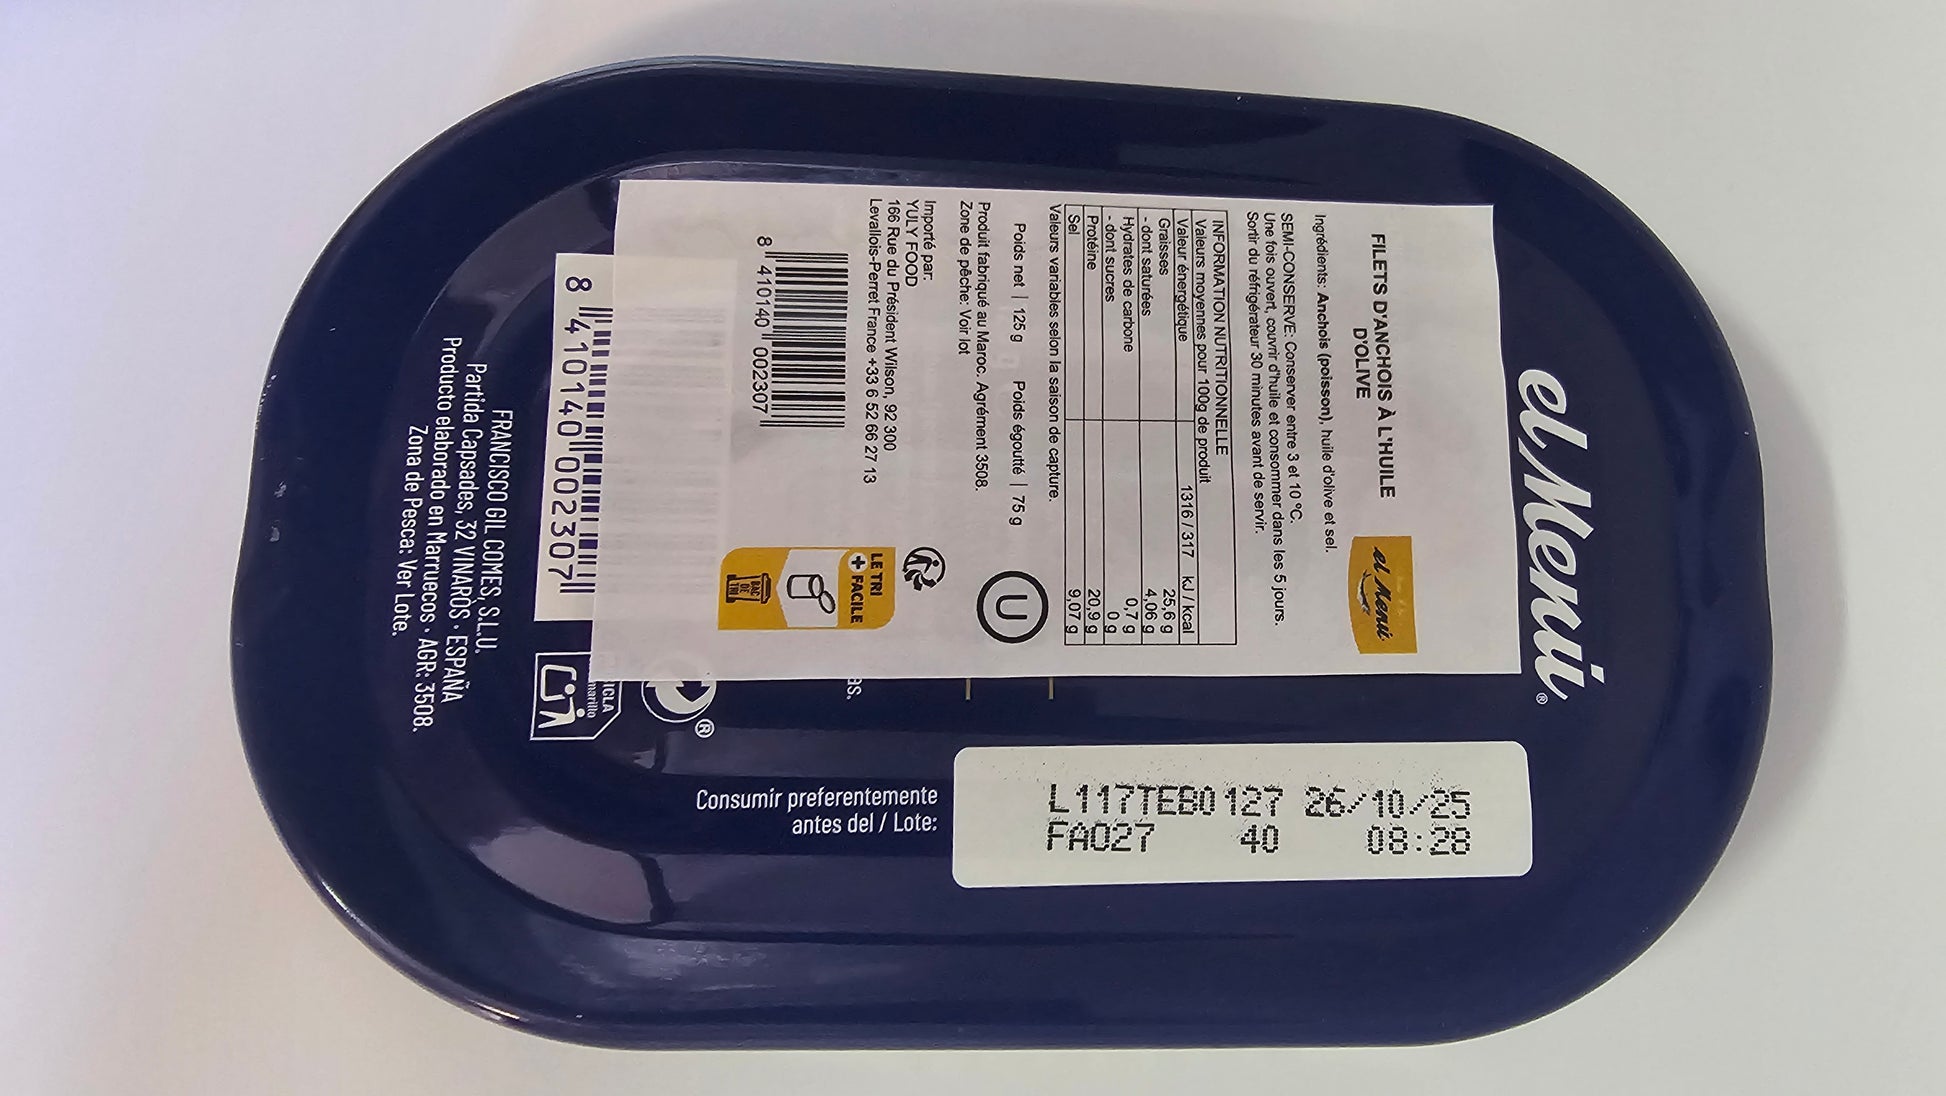 el Menú®
FILETS D'ANCHOIS À L'HUILE
D'OLIVE
el Menú
Ingrédients: Anchois (poisson), huile d'olive et sel.
SEMI-CONSERVE. Conserver entre 3 et 10 ºC.
Une fois ouvert, couvrir d'huile et consommer dans les 5 jours.
Sortir du réfrigérateur 30 minutes avant de servir.
INFORMATION NUTRITIONNELLE
Valeurs moyennes pour 100g de produit
Valeur énergétique 1316 / 317 kJ / kcal
Graisses 25,6 g
- dont saturées 4,06 g
Hydrates de carbone 0,7 g
- dont sucres 0 g
Protéine 20,9 g
Sel 9,07 g
Valeurs variables selon la saison de capture.
Poids net | 125 g Poids égoutté | 75 g
U
Produit fabriqué au Maroc. Agrément 3508.
Zone de pêche: Voir lot
Importé par:
YULY FOOD
166 Rue du Président Wilson, 92 300
Levallois-Perret France +33 6 52 66 27 13
LE TRI
+ FACILE
BAC
DE
TRI
8 410140 002307
as.
®
ICLA
marillo
8 410140 002307
FRANCISCO GIL COMES, S.L.U.
Partida Capsades, 32 VINARÒS · ESPAÑA
Producto elaborado en Marruecos · AGR: 3508.
Zona de Pesca: Ver Lote.
Consumir preferentemente
antes del / Lote:
L117TEB0127 26/10/25
FA027 40 08:28